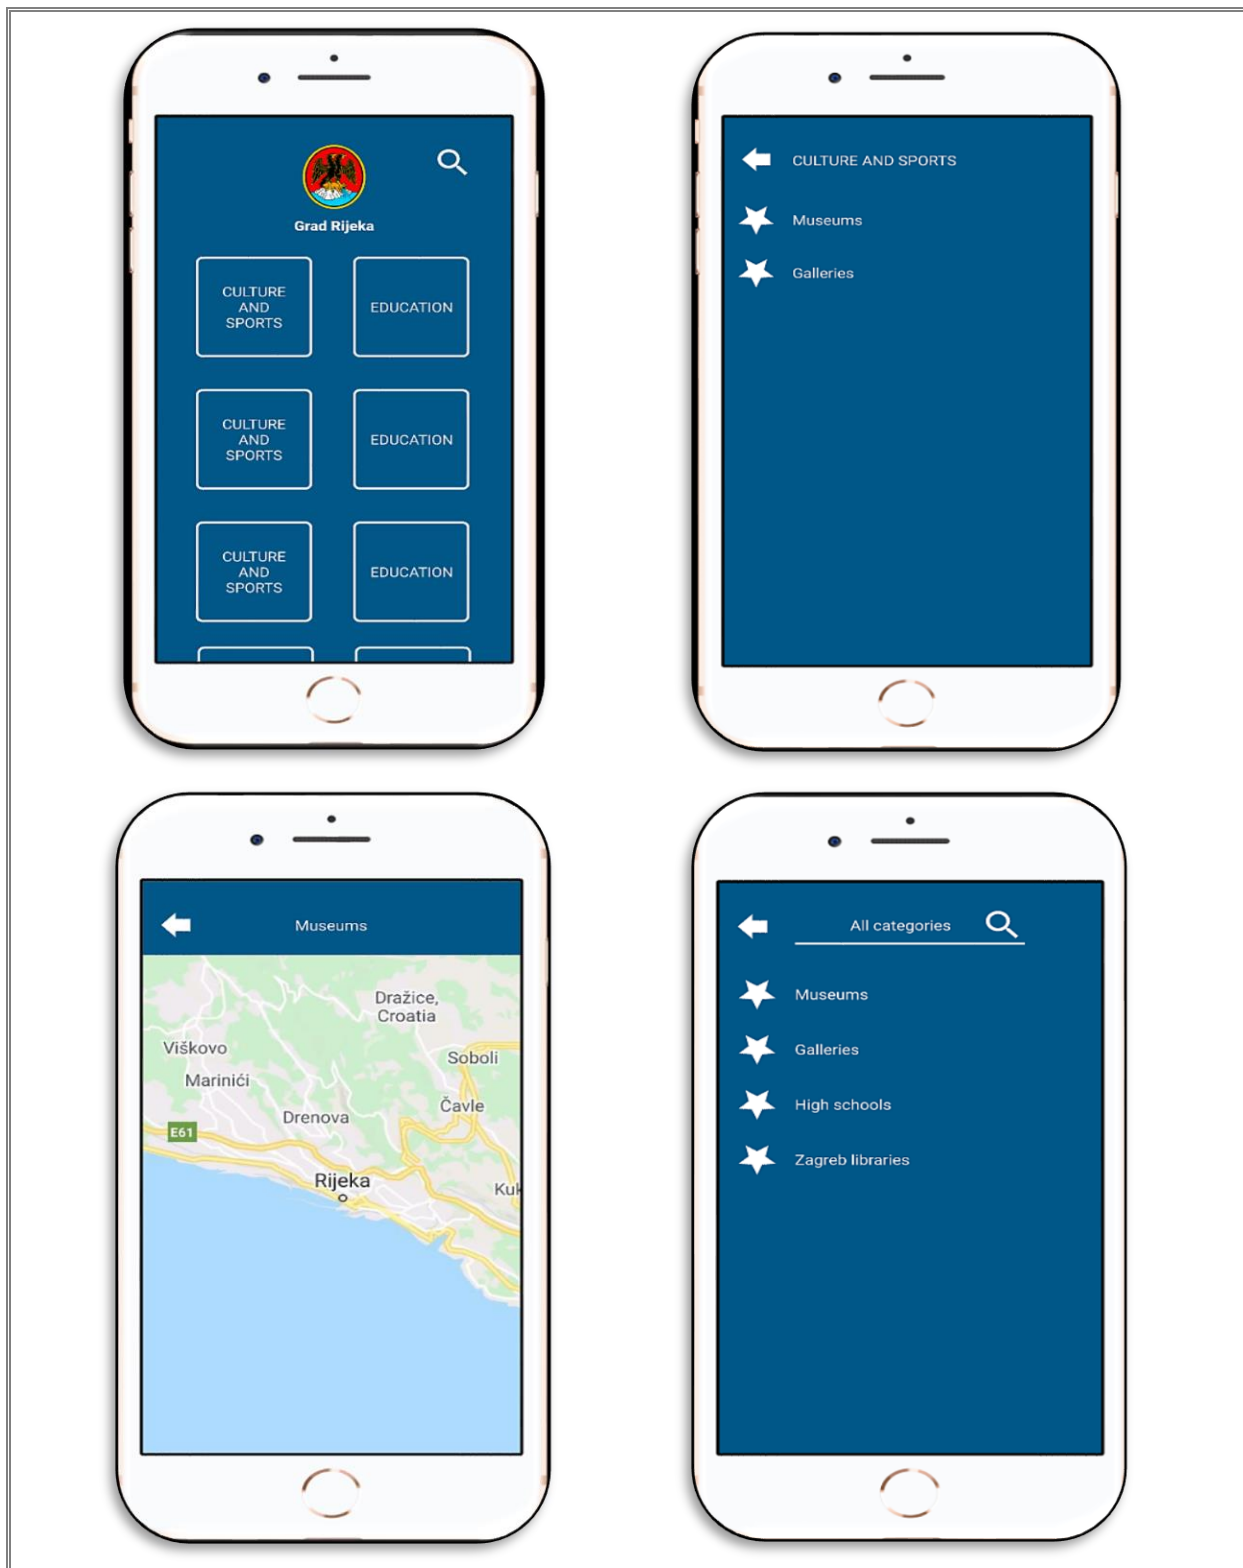 Grad Rijeka
CULTURE
AND
SPORTS
EDUCATION
CULTURE
AND
SPORTS
EDUCATION
CULTURE
AND
SPORTS
EDUCATION
CULTURE AND SPORTS
Museums
Galleries
Museums
Dražice,
Croatia
Viškovo
Soboli
Marinići
Čavle
Drenova
E61
Rijeka
Kuk
All categories
Museums
Galleries
High schools
Zagreb libraries